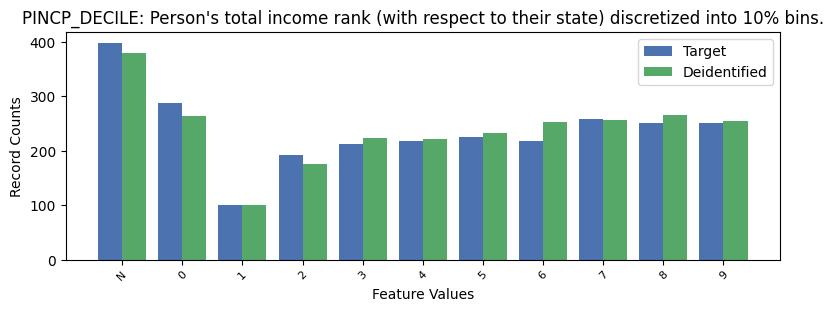 PINCP_DECILE: Person's total income rank (with respect to their state) discretized into 10% bins.
Target
Deidentified
Record Counts
400
300
200
100
0
N 0 1 2 3 4 5 6 7 8 9
Feature Values